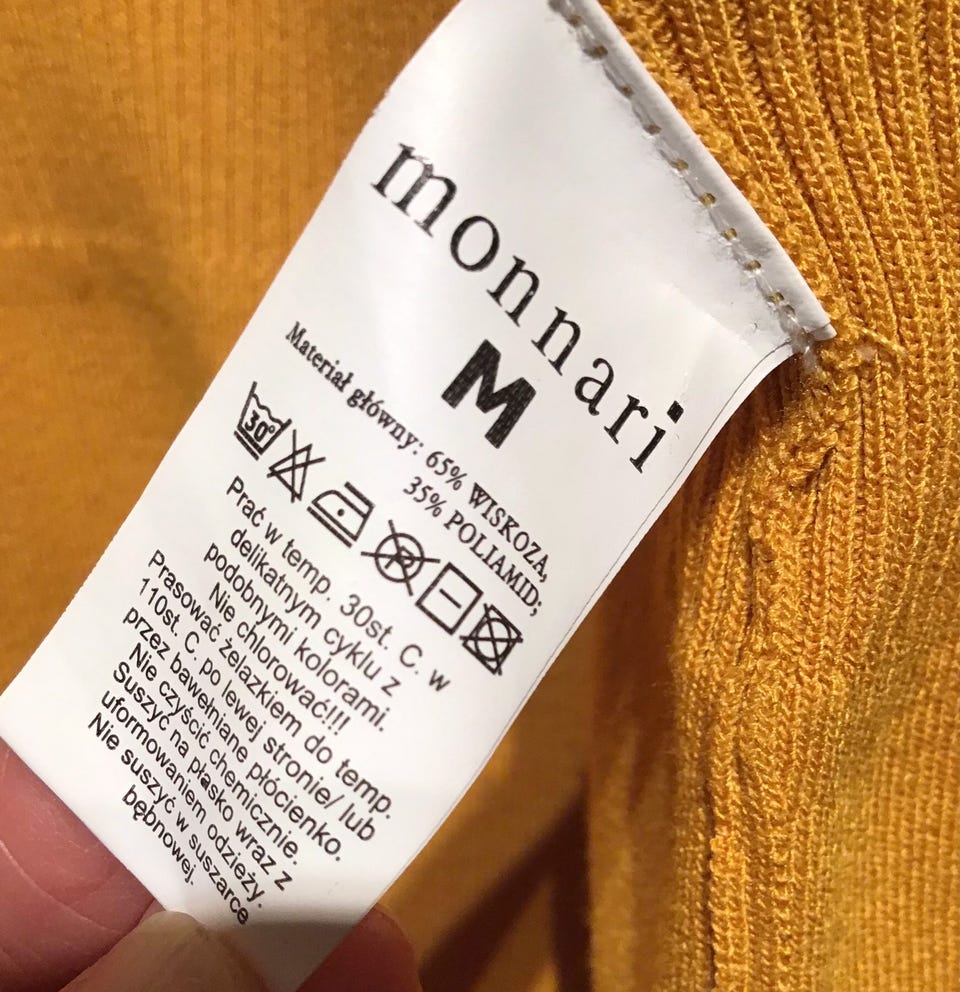 monnari
M
Materiał główny: 65% WISKOZA,
35% POLIAMID;
30°
P
Prać w temp. 30st. C. w
delikatnym cyklu z
podobnymi kolorami.
Nie chlorować!!!
Prasować żelazkiem do temp.
110st. C. po lewej stronie/ lub
przez bawełniane płócienko.
Nie czyścić chemicznie.
Suszyć na płasko wraz z
uformowaniem odzieży.
Nie suszyć w suszarce
bębnowej.